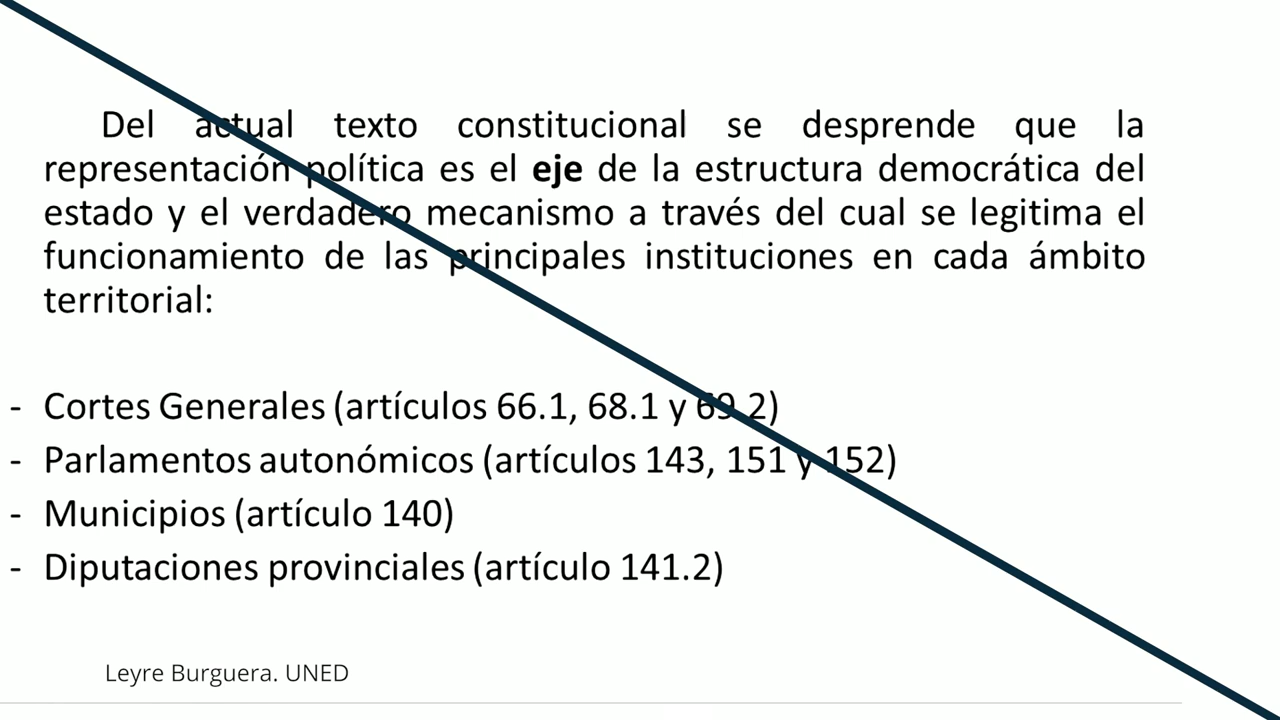 Del actual texto constitucional se desprende que la
representación política es el eje de la estructura democrática del
estado y el verdadero mecanismo a través del cual se legitima el
funcionamiento de las principales instituciones en cada ámbito
territorial:
- Cortes Generales (artículos 66.1, 68.1 y 69.2)
- Parlamentos autonómicos (artículos 143, 151 y 152)
- Municipios (artículo 140)
- Diputaciones provinciales (artículo 141.2)
Leyre Burguera. UNED